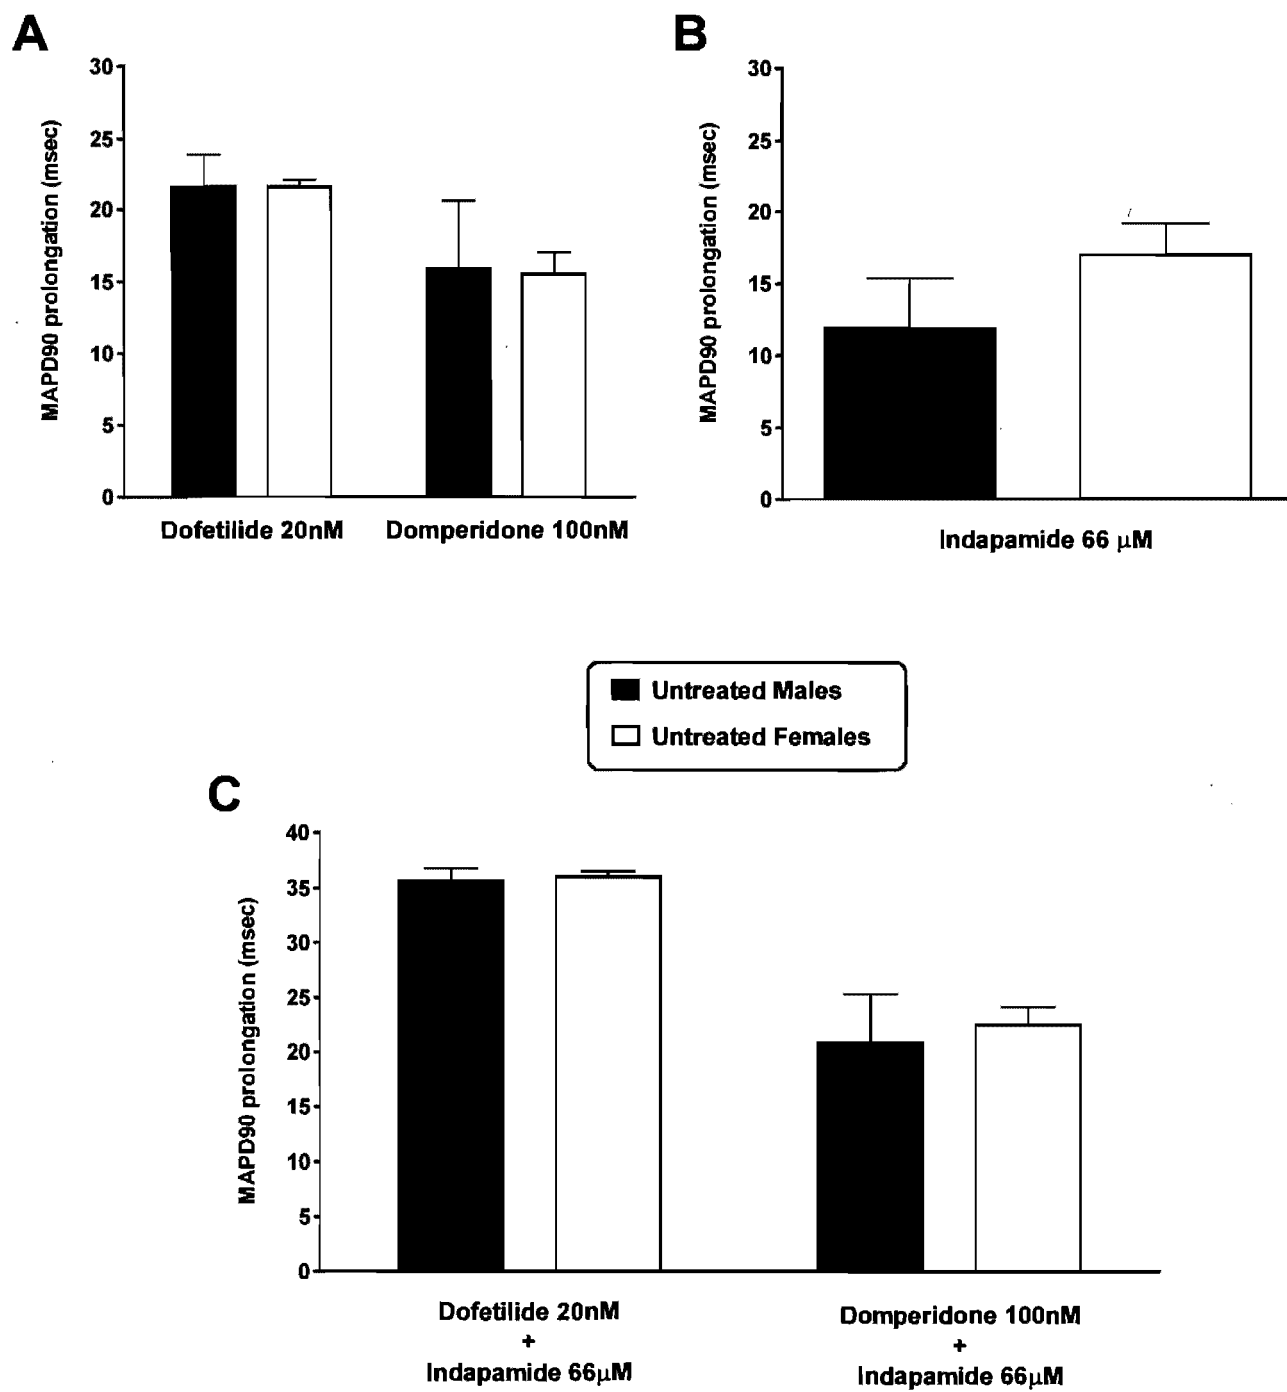 A
30
25
20
15
10
5
0
MAPD90 prolongation (msec)
Dofetilide 20nM
Domperidone 100nM
B
30
25
20
15
10
5
0
MAPD90 prolongation (msec)
Indapamide 66 μM
Untreated Males
Untreated Females
C
40
35
30
25
20
15
10
5
0
MAPD90 prolongation (msec)
Dofetilide 20nM
+
Indapamide 66μM
Domperidone 100nM
+
Indapamide 66μM